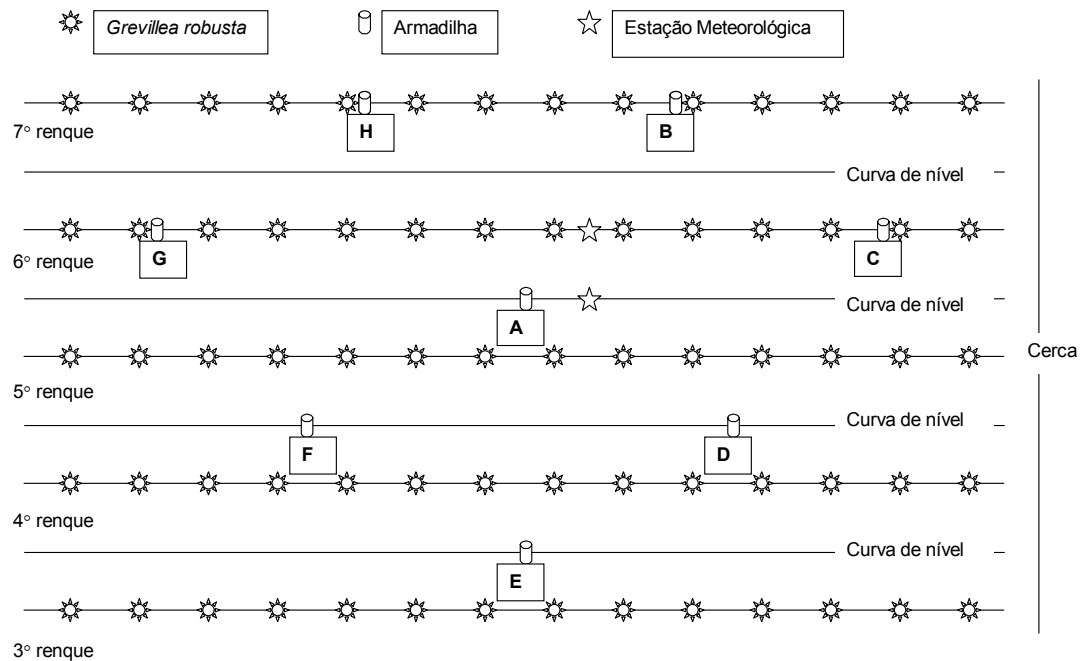 Grevillea robusta
Armadilha
Estação Meteorológica
7° renque
H
B
Curva de nível
6° renque
G
C
Curva de nível
A
Cerca
5° renque
Curva de nível
F
D
4° renque
Curva de nível
E
3° renque